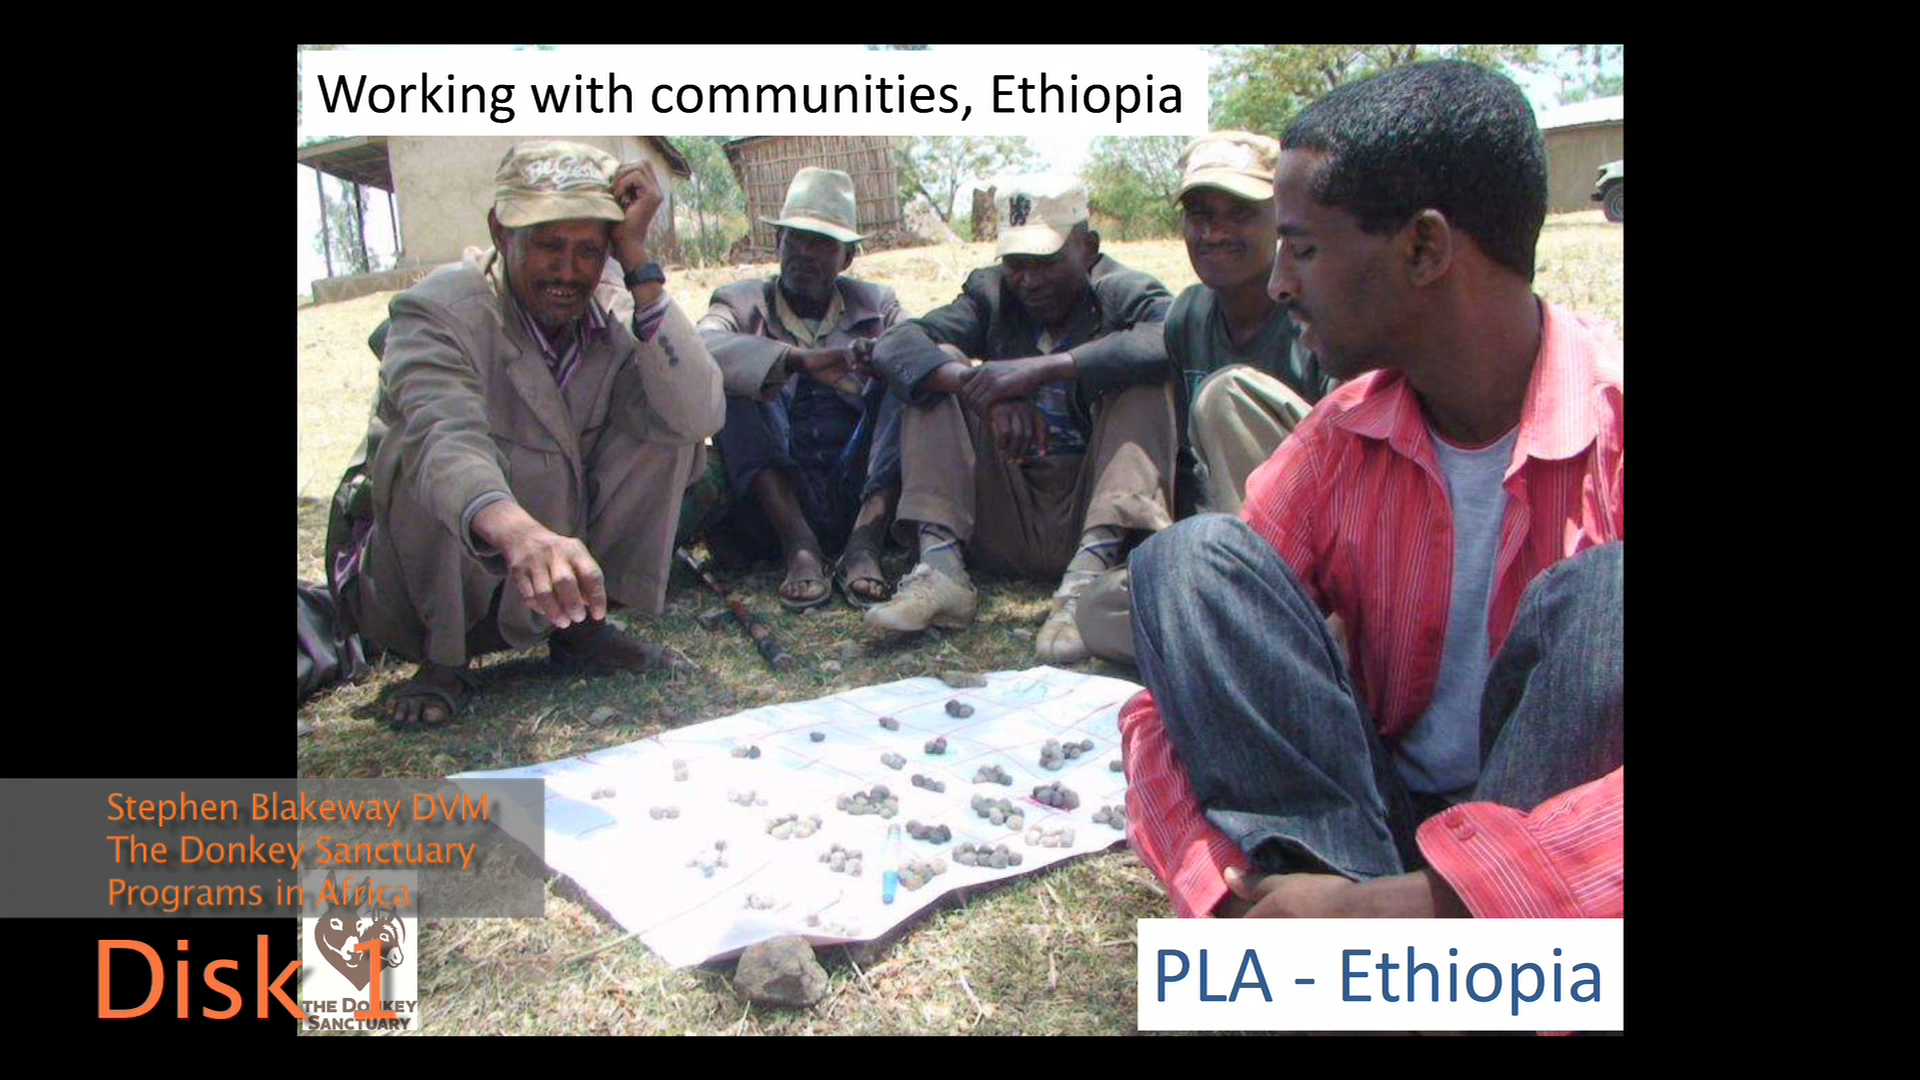 Working with communities, Ethiopia
Stephen Blakeway DVM
The Donkey Sanctuary
Programs in Africa
Disk 1
THE DONKEY
SANCTUARY
PLA - Ethiopia